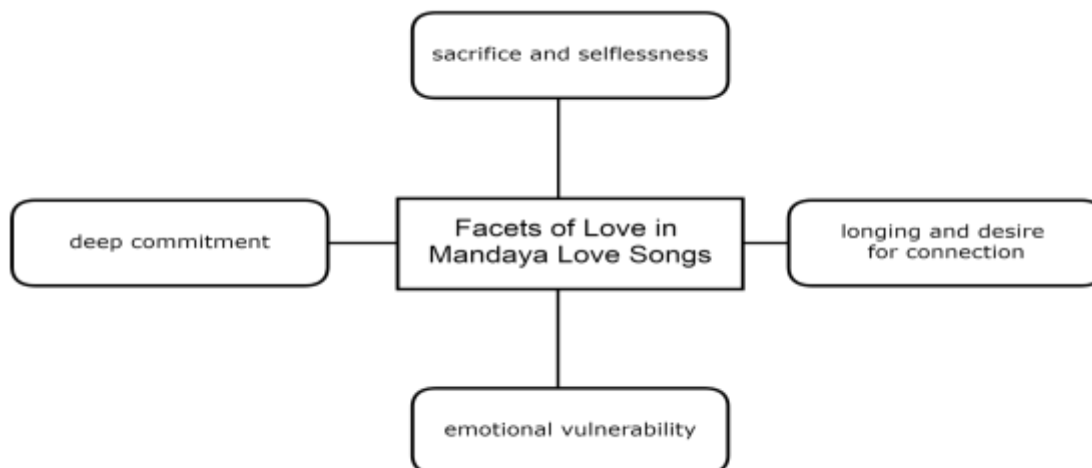 sacrifice and selflessness
deep commitment
Facets of Love in
Mandaya Love Songs
longing and desire
for connection
emotional vulnerability